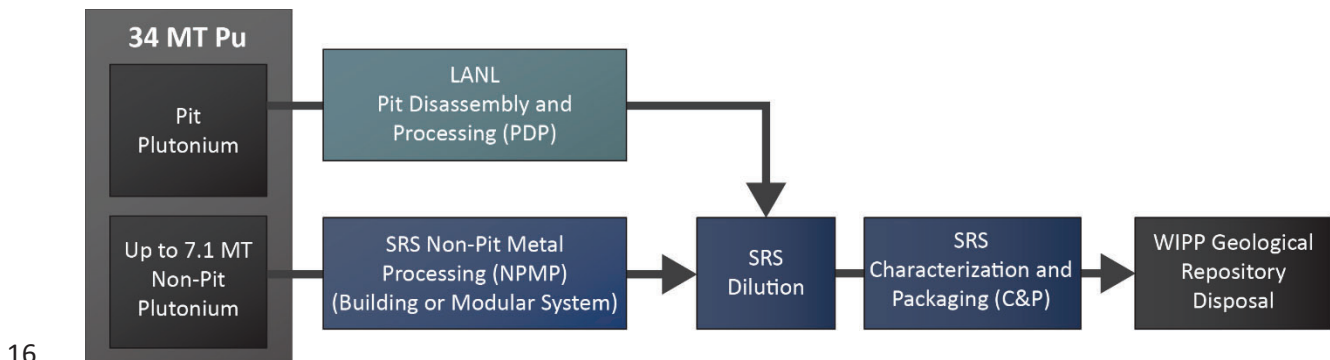 34 MT Pu
Pit
Plutonium
LANL
Pit Disassembly and
Processing (PDP)
Up to 7.1 MT
Non-Pit
Plutonium
SRS Non-Pit Metal
Processing (NPMP)
(Building or Modular System)
SRS
Dilution
SRS
Characterization and
Packaging (C&P)
WIPP Geological
Repository
Disposal
16